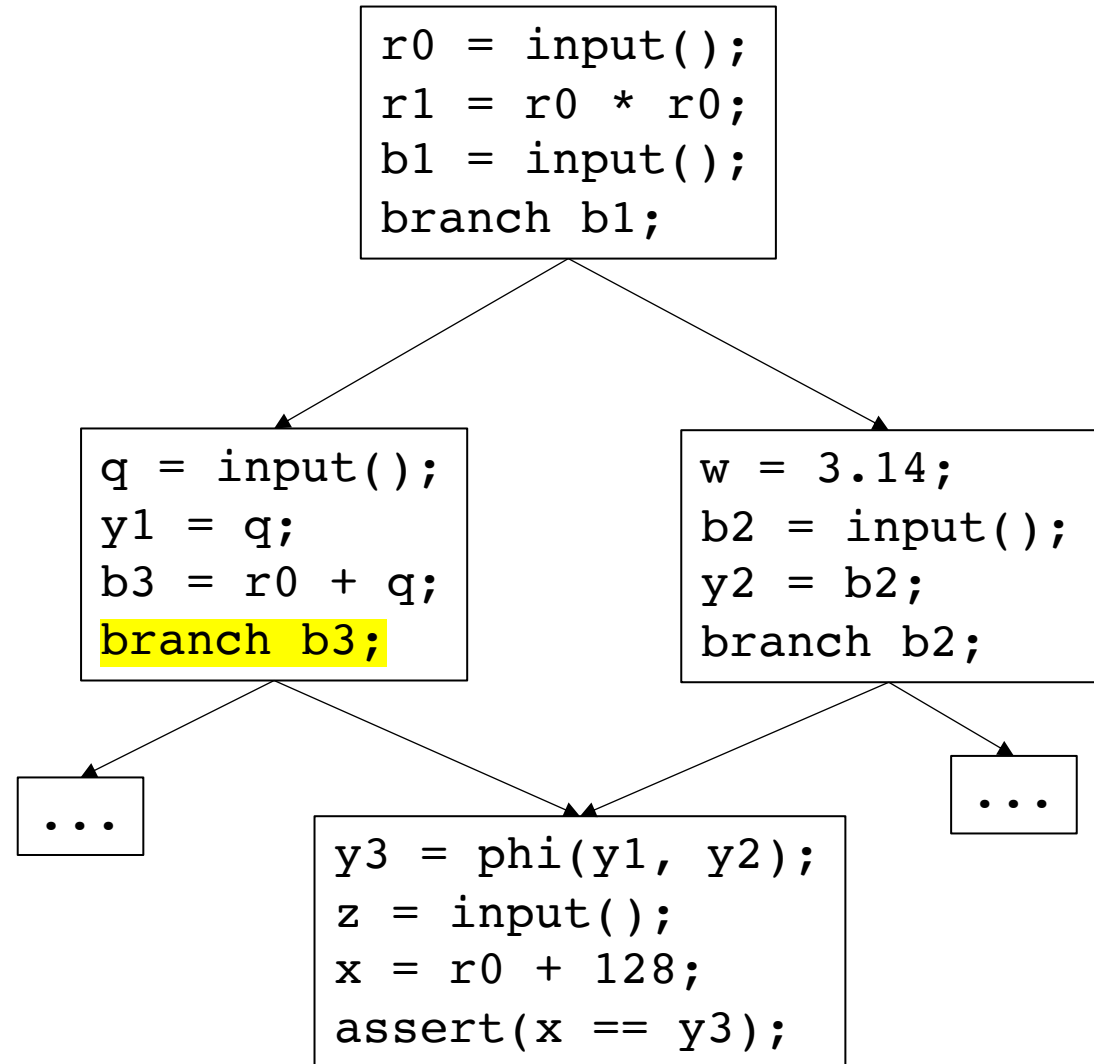 r0 = input();
r1 = r0 * r0;
b1 = input();
branch b1;
q = input();
y1 = q;
b3 = r0 + q;
branch b3;
w = 3.14;
b2 = input();
y2 = b2;
branch b2;
...
...
y3 = phi(y1, y2);
z = input();
x = r0 + 128;
assert(x == y3);